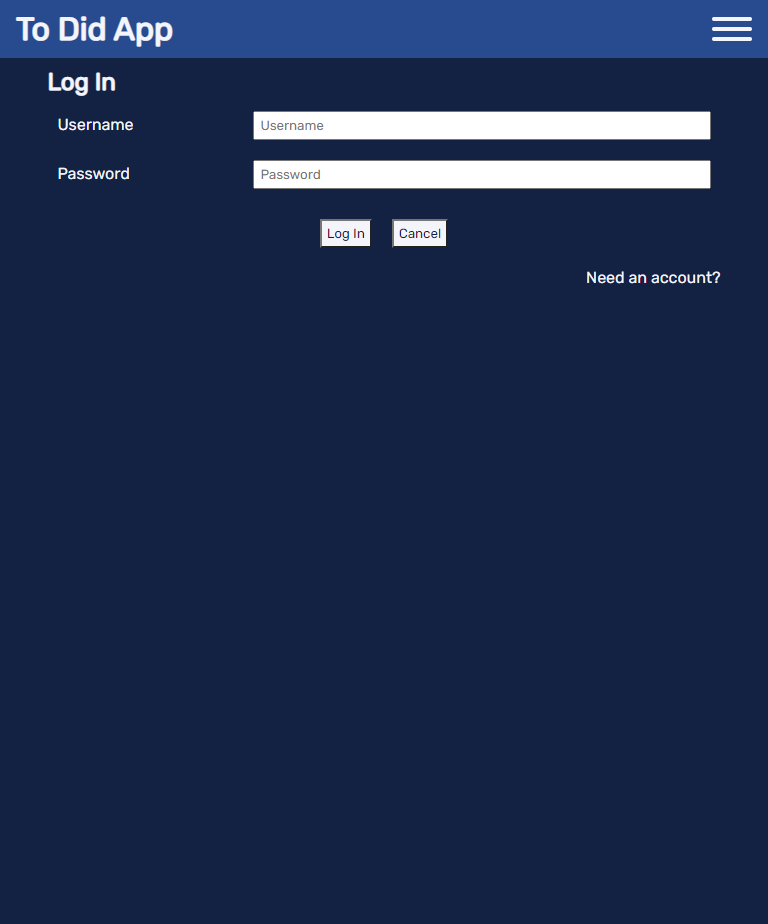 To Did App
Log In
Username Username
Password Password
Log In Cancel
Need an account?